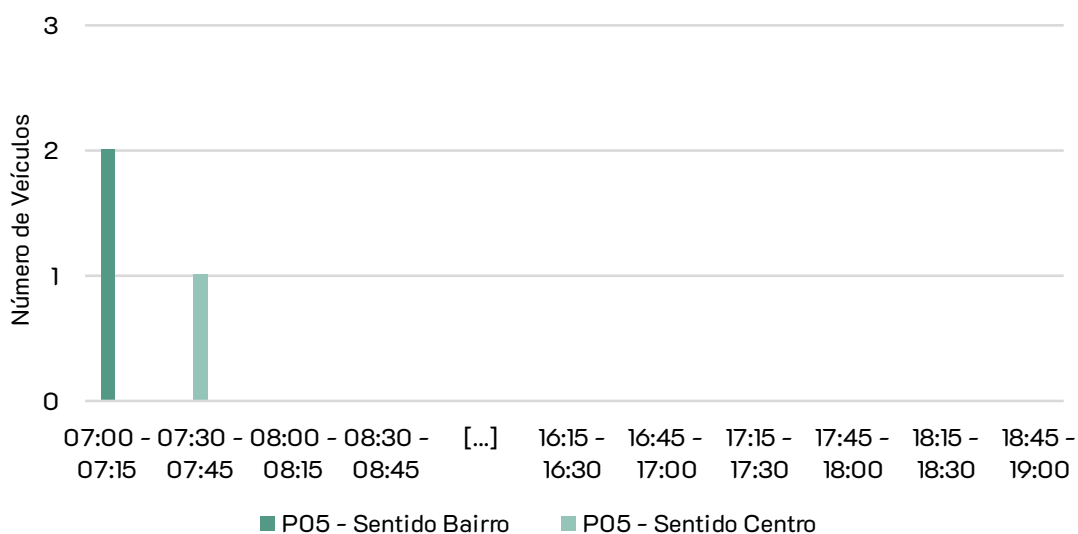 3
2
1
0
Número de Veículos
07:00 - 07:30 - 08:00 - 08:30 - [...] 16:15 - 16:45 - 17:15 - 17:45 - 18:15 - 18:45 -
07:15 07:45 08:15 08:45 16:30 17:00 17:30 18:00 18:30 19:00
P05 - Sentido Bairro P05 - Sentido Centro